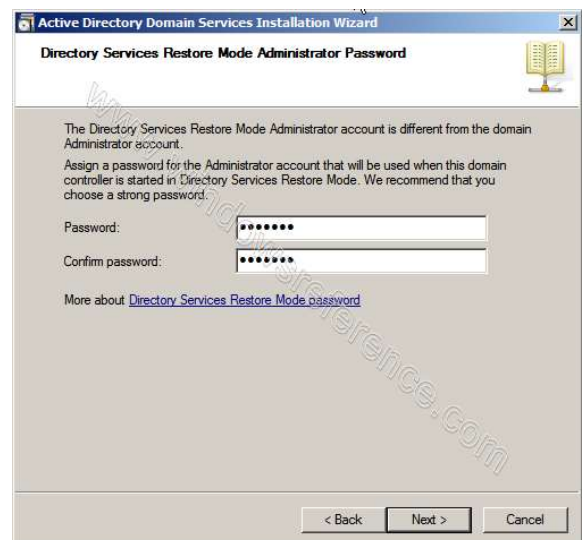 Active Directory Domain Services Installation Wizard
Directory Services Restore Mode Administrator Password
The Directory Services Restore Mode Administrator account is different from the domain
Administrator account.
Assign a password for the Administrator account that will be used when this domain
controller is started in Directory Services Restore Mode. We recommend that you
choose a strong password.
Password: •••••••
Confirm password: •••••••
More about Directory Services Restore Mode password
www.windowsreference.com
< Back Next > Cancel